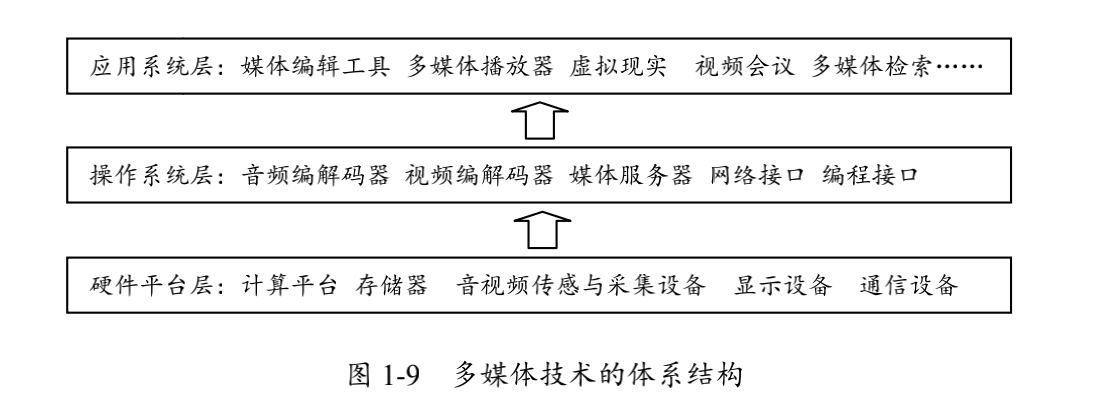 应用系统层：媒体编辑工具 多媒体播放器 虚拟现实 视频会议 多媒体检索……
操作系统层：音频编解码器 视频编解码器 媒体服务器 网络接口 编程接口
硬件平台层：计算平台 存储器 音视频传感与采集设备 显示设备 通信设备
图 1-9 多媒体技术的体系结构